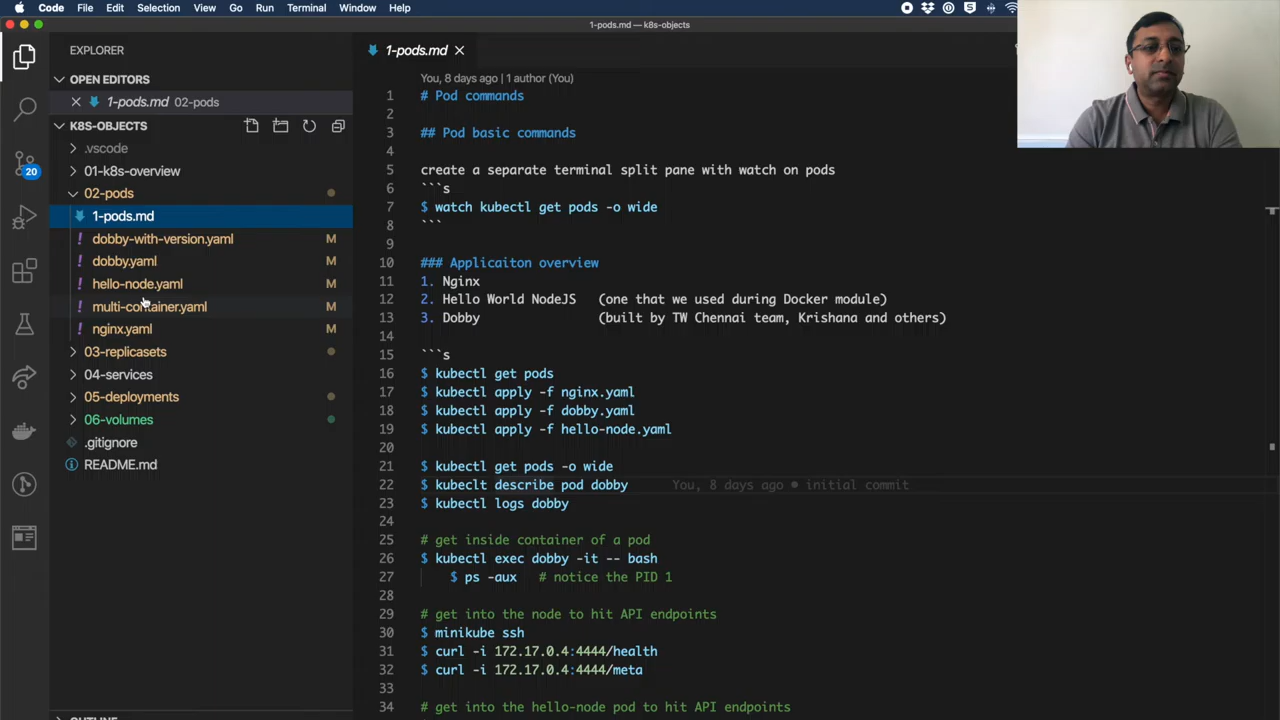 Code File Edit Selection View Go Run Terminal Window Help
1-pods.md — k8s-objects
EXPLORER
OPEN EDITORS
1-pods.md 02-pods
K8S-OBJECTS
.vscode
01-k8s-overview
02-pods
1-pods.md
dobby-with-version.yaml M
dobby.yaml M
hello-node.yaml M
multi-container.yaml M
nginx.yaml M
03-replicasets
04-services
05-deployments
06-volumes
.gitignore
README.md
20
1-pods.md
You, 8 days ago | 1 author (You)
1 # Pod commands
2
3 ## Pod basic commands
4
5 create a separate terminal split pane with watch on pods
6 ```s
7 $ watch kubectl get pods -o wide
8 ```
9
10 ### Applicaiton overview
11 1. Nginx
12 2. Hello World NodeJS (one that we used during Docker module)
13 3. Dobby (built by TW Chennai team, Krishana and others)
14
15 ```s
16 $ kubectl get pods
17 $ kubectl apply -f nginx.yaml
18 $ kubectl apply -f dobby.yaml
19 $ kubectl apply -f hello-node.yaml
20
21 $ kubectl get pods -o wide
22 $ kubeclt describe pod dobby You, 8 days ago • initial commit
23 $ kubectl logs dobby
24
25 # get inside container of a pod
26 $ kubectl exec dobby -it -- bash
27 $ ps -aux # notice the PID 1
28
29 # get into the node to hit API endpoints
30 $ minikube ssh
31 $ curl -i 172.17.0.4:4444/health
32 $ curl -i 172.17.0.4:4444/meta
33
34 # get into the hello-node pod to hit API endpoints
OUTLINE